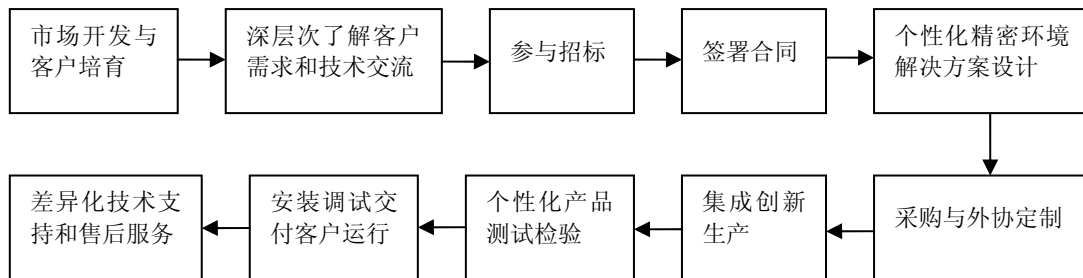 市场开发与
客户培育
深层次了解客户
需求和技术交流
参与招标
签署合同
个性化精密环境
解决方案设计
采购与外协定制
集成创新
生产
个性化产品
测试检验
安装调试交
付客户运行
差异化技术支
持和售后服务